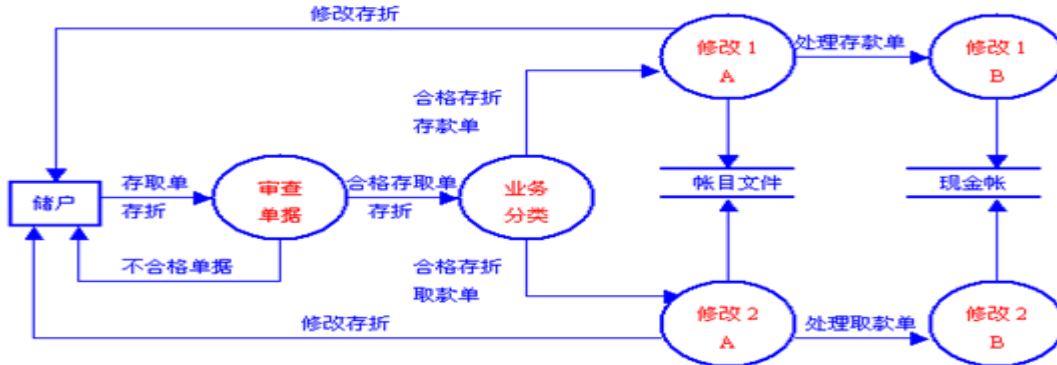 修改存折
修改1
A
处理存款单
修改1
B
合格存折
存款单
储户
存取单
存折
审查
单据
合格存取单
存折
业务
分类
帐目文件
现金帐
不合格单据
合格存折
取款单
修改存折
修改2
A
处理取款单
修改2
B